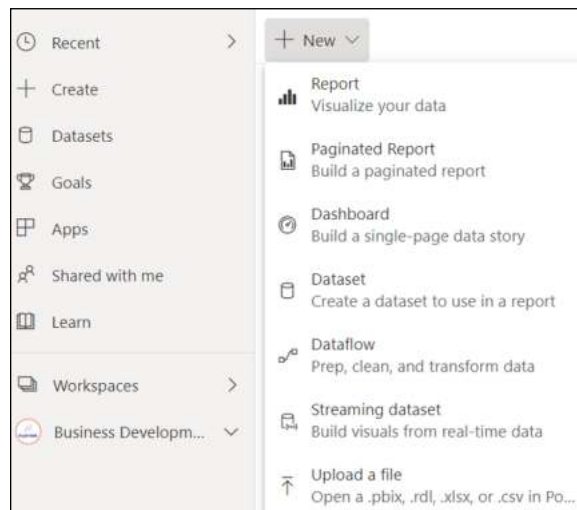 Recent
Create
Datasets
Goals
Apps
Shared with me
Learn
Workspaces
Business Developm...
New
Report
Visualize your data
Paginated Report
Build a paginated report
Dashboard
Build a single-page data story
Dataset
Create a dataset to use in a report
Dataflow
Prep, clean, and transform data
Streaming dataset
Build visuals from real-time data
Upload a file
Open a .pbix, .rdl, .xlsx, or .csv in Po...